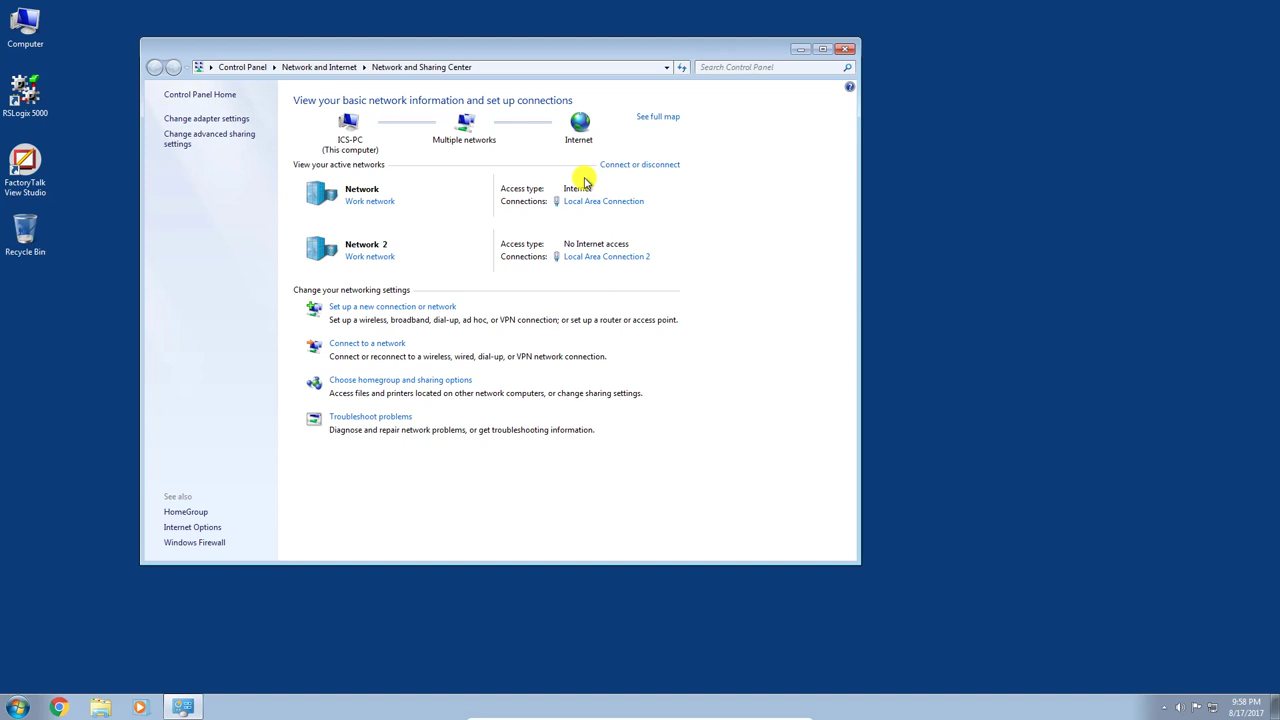 Computer
RSLogix 5000
FactoryTalk
View Studio
Recycle Bin
Control Panel
Network and Internet
Network and Sharing Center
Search Control Panel
Control Panel Home
Change adapter settings
Change advanced sharing
settings
See also
HomeGroup
Internet Options
Windows Firewall
View your basic network information and set up connections
See full map
ICS-PC
(This computer)
Multiple networks
Internet
View your active networks
Connect or disconnect
Network
Work network
Access type: Internet
Connections: Local Area Connection
Network 2
Work network
Access type: No Internet access
Connections: Local Area Connection 2
Change your networking settings
Set up a new connection or network
Set up a wireless, broadband, dial-up, ad hoc, or VPN connection; or set up a router or access point.
Connect to a network
Connect or reconnect to a wireless, wired, dial-up, or VPN network connection.
Choose homegroup and sharing options
Access files and printers located on other network computers, or change sharing settings.
Troubleshoot problems
Diagnose and repair network problems, or get troubleshooting information.
9:58 PM
8/17/2017